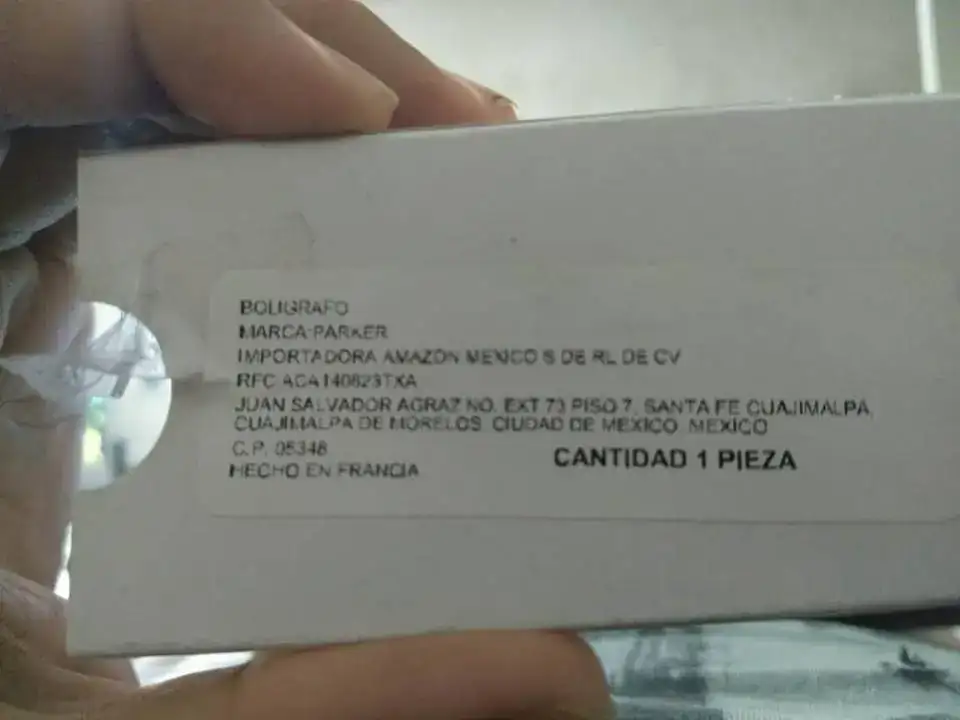 BOLIGRAFO
MARCA:PARKER
IMPORTADORA AMAZON MEXICO S DE RL DE CV
RFC ACA140623TXA
JUAN SALVADOR AGRAZ NO. EXT 73 PISO 7, SANTA FE CUAJIMALPA,
CUAJIMALPA DE MORELOS, CIUDAD DE MEXICO, MEXICO
C.P. 05348
HECHO EN FRANCIA
CANTIDAD 1 PIEZA